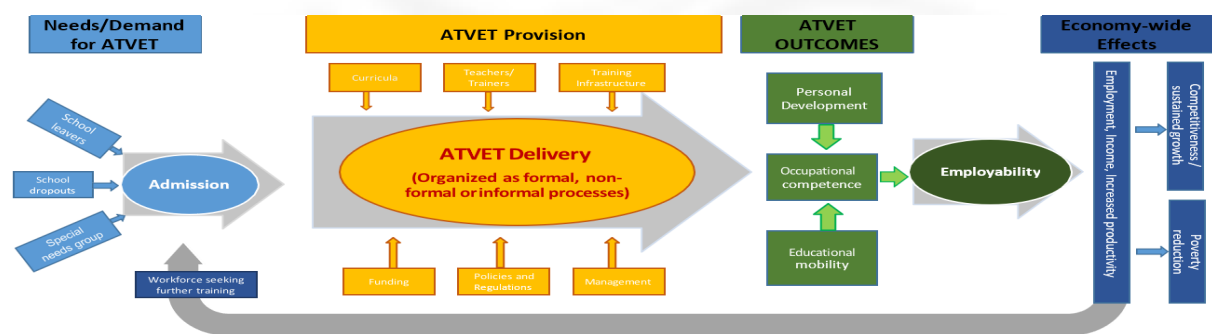 Needs/Demand
for ATVET
ATVET Provision
ATVET
OUTCOMES
Economy-wide
Effects
School
leavers
School
dropouts
Special
needs group
Admission
Workforce seeking
further training
Curricula
Teachers/
Trainers
Training
Infrastructure
ATVET Delivery
(Organized as formal, non-
formal or informal processes)
Funding
Policies and
Regulations
Management
Personal
Development
Occupational
competence
Educational
mobility
Employability
Employment, Income, Increased productivity
Competitiveness /
sustained growth
Poverty
reduction